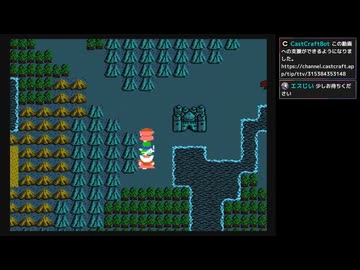 CastCraftBot この動画
への支援ができるようになりま
した。
https://channel.castcraft.ap
p/tip/ttv/315384353148
エスじい 少しお待ちくだ
さい